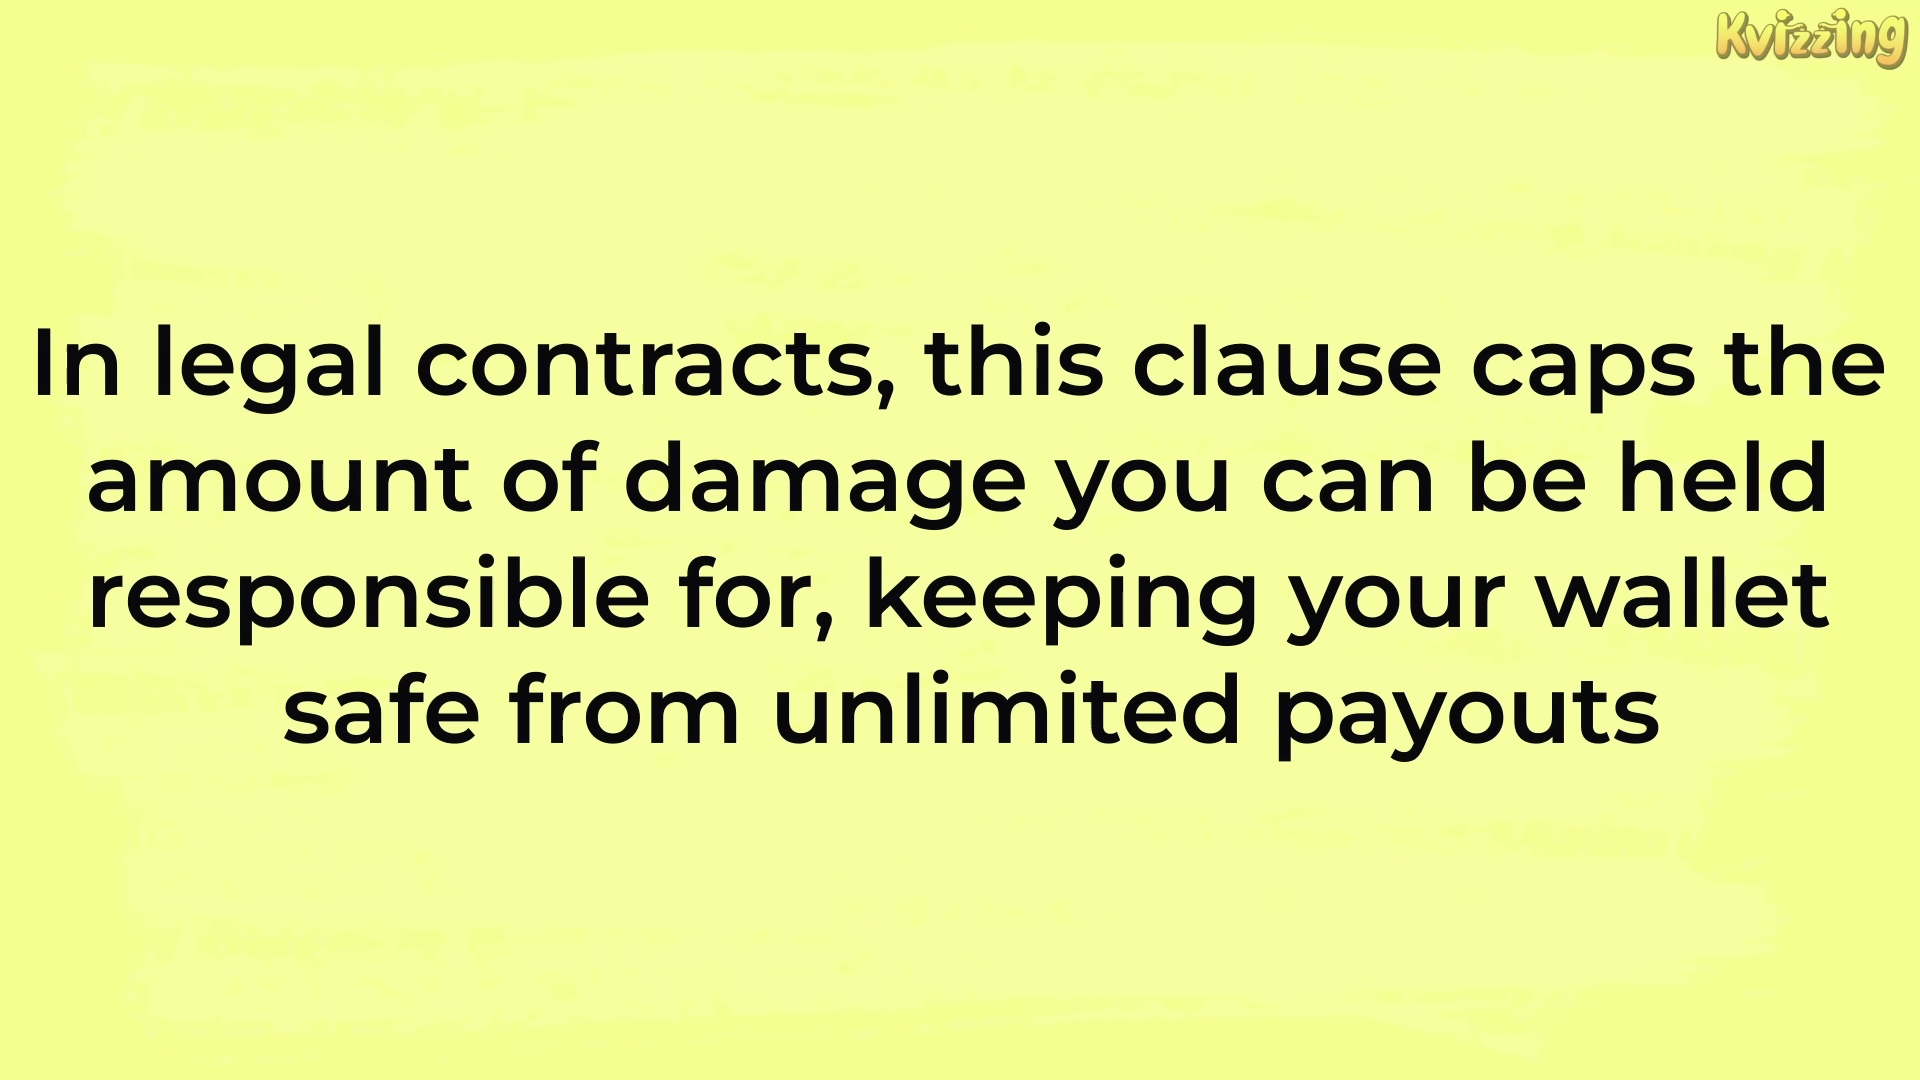 Kvizzing
In legal contracts, this clause caps the
amount of damage you can be held
responsible for, keeping your wallet
safe from unlimited payouts